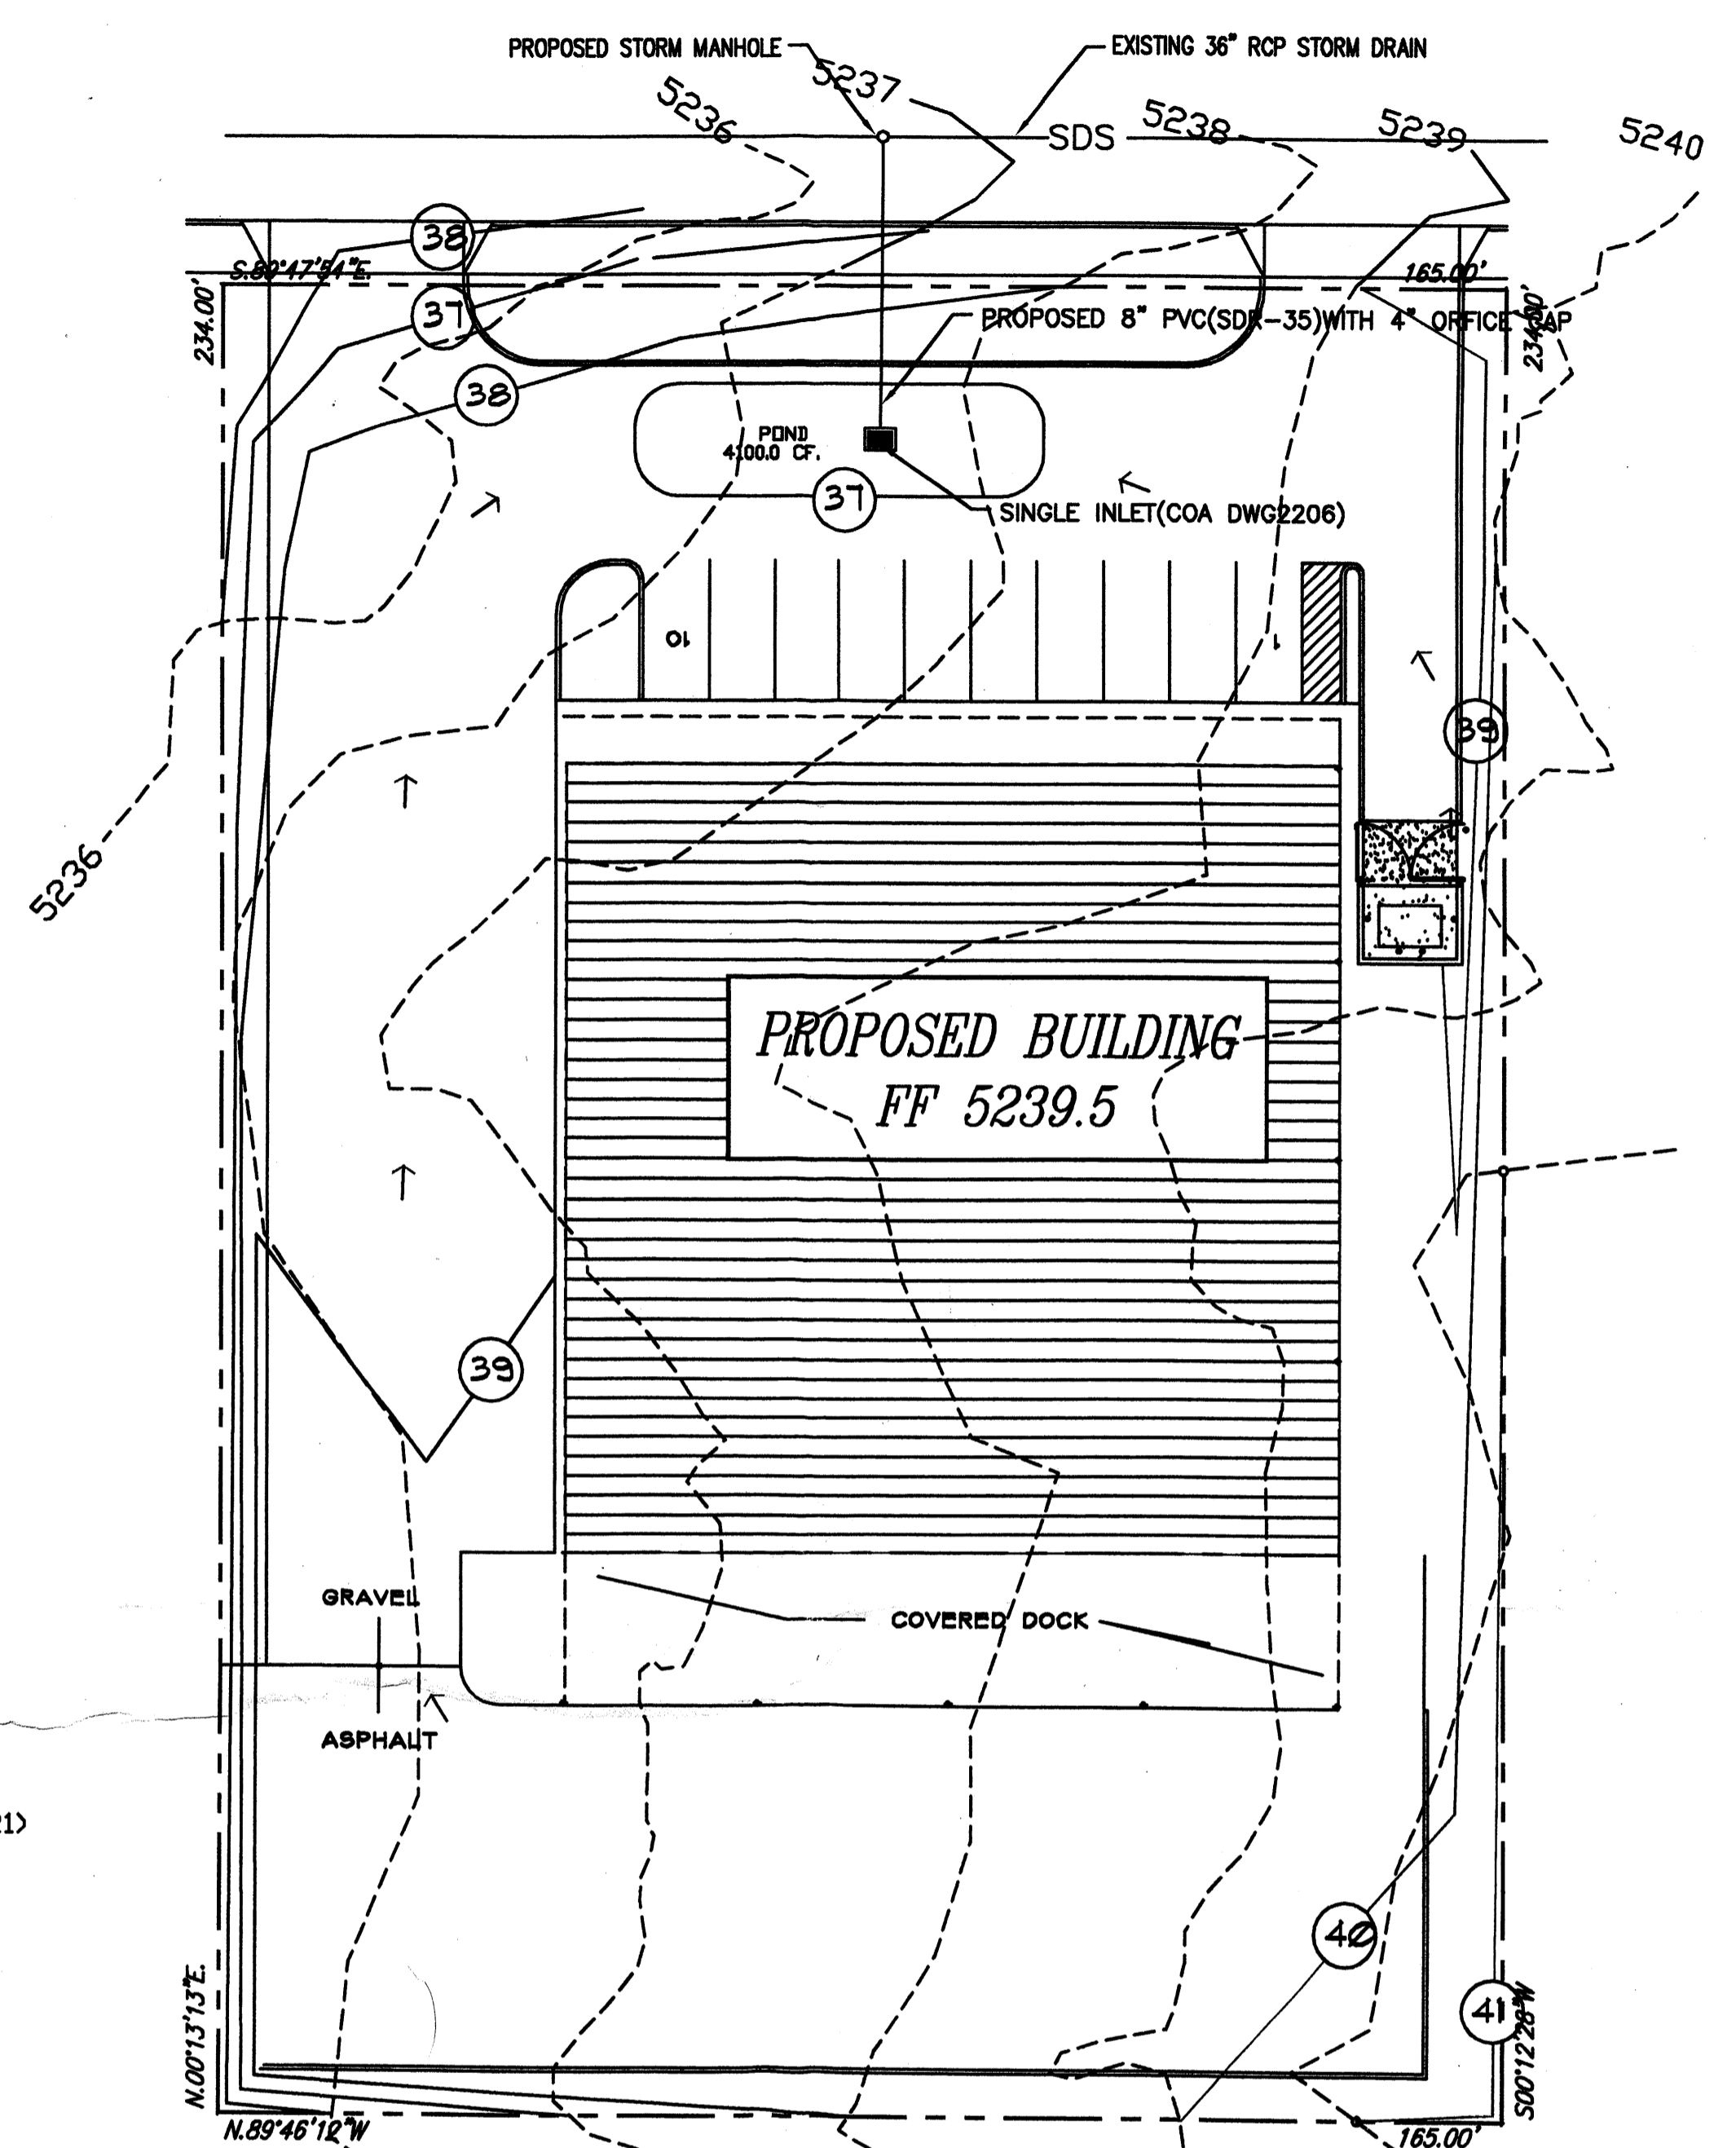 PROPOSED STORM MANHOLE
EXISTING 36" RCP STORM DRAIN
5236
5237
SDS
5238
5239
5240
38
S.89°47'54"E.
165.00'
234.00'
37
PROPOSED 8" PVC(SDR-35)WITH 4" ORFICE CAP
234.00'
38
POND
4100.0 CF.
37
SINGLE INLET(COA DWG2206)
10
1
39
5236
PROPOSED BUILDING
FF 5239.5
39
GRAVEL
COVERED DOCK
ASPHALT
21>
40
41
N.00°13'13"E.
S00°12'28"W
N.89°46'12"W
165.00'